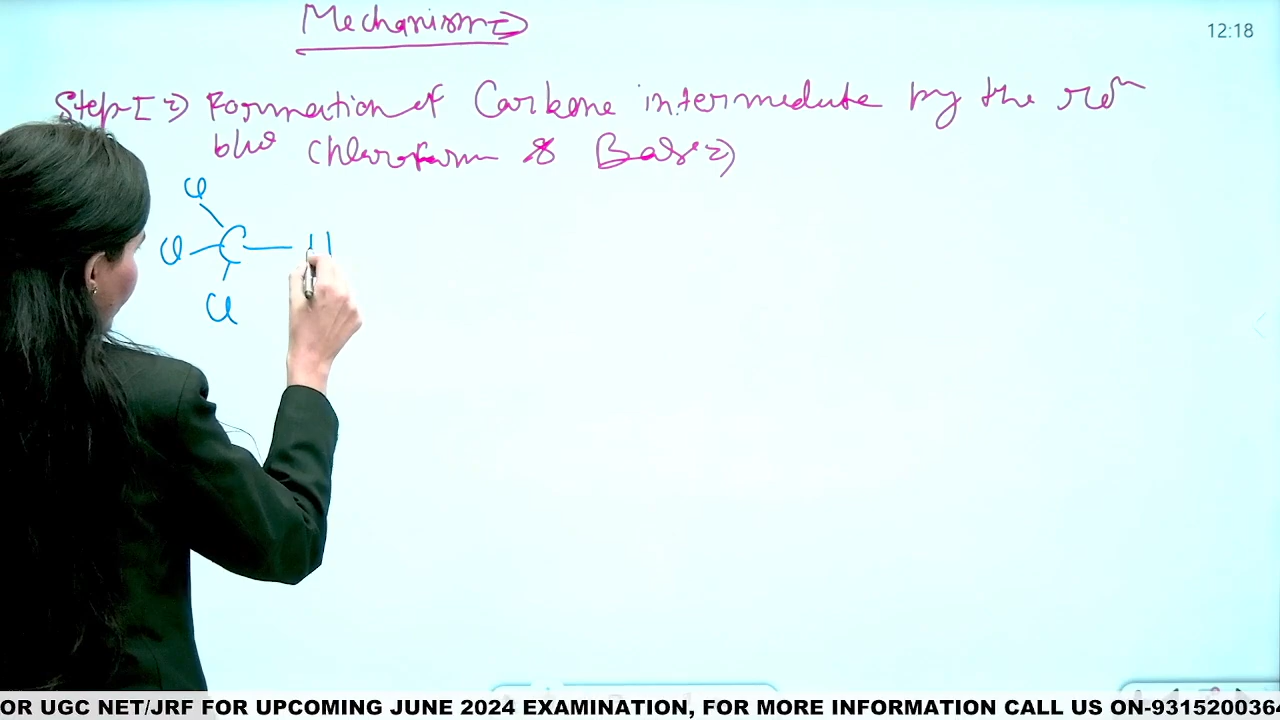 Mechanism⇒
12:18
Step-I ⇒ Formation of Carbene intermediate by the rxn
b/w Chloroform & Base⇒
Cl
Cl C H
Cl
OR UGC NET/JRF FOR UPCOMING JUNE 2024 EXAMINATION, FOR MORE INFORMATION CALL US ON-931520036